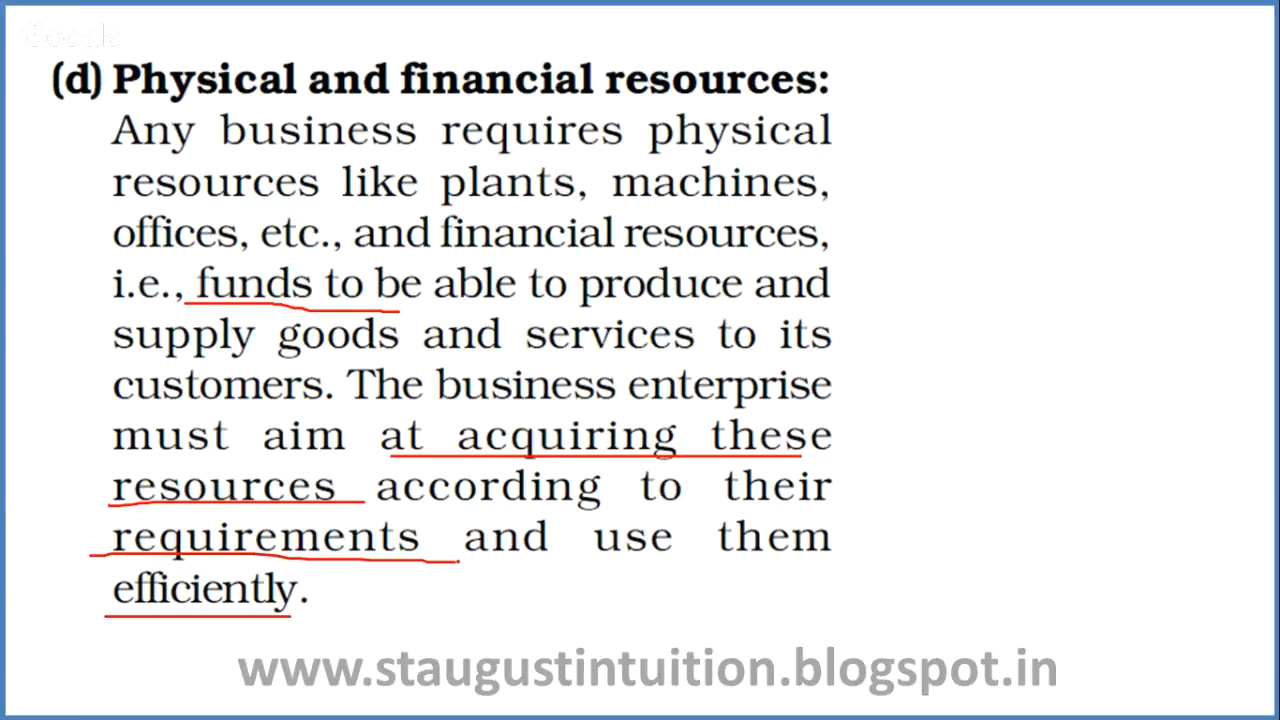 (d) Physical and financial resources:
Any business requires physical
resources like plants, machines,
offices, etc., and financial resources,
i.e., funds to be able to produce and
supply goods and services to its
customers. The business enterprise
must aim at acquiring these
resources according to their
requirements and use them
efficiently.
www.staugustintuition.blogspot.in